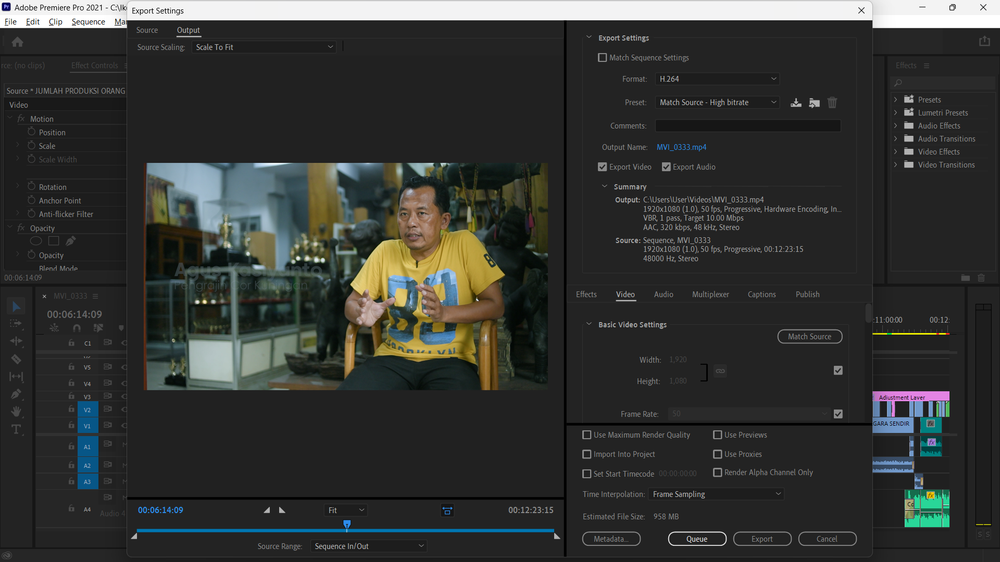 Adobe Premiere Pro 2021 - C:\Ik
File Edit Clip Sequence Mar
Export Settings
Source Output
Source Scaling: Scale To Fit
rce: (no clips) Effect Controls
Source * JUMLAH PRODUKSI ORANG
Video
fx Motion
Position
Scale
Scale Width
Rotation
Anchor Point
Anti-flicker Filter
fx Opacity
Opacity
Blend Mode
00:06:14:09
Agus Kasiyanto
Pengrajin Cor Kuningan
BROOKLYN
Export Settings
Match Sequence Settings
Format: H.264
Preset: Match Source - High bitrate
Comments:
Output Name: MVI_0333.mp4
Export Video Export Audio
Summary
Output: C:\Users\User\Videos\MVI_0333.mp4
1920x1080 (1.0), 50 fps, Progressive, Hardware Encoding, In...
VBR, 1 pass, Target 10.00 Mbps
AAC, 320 kbps, 48 kHz, Stereo
Source: Sequence, MVI_0333
1920x1080 (1.0), 50 fps, Progressive, 00:12:23:15
48000 Hz, Stereo
Effects Video Audio Multiplexer Captions Publish
Basic Video Settings
Match Source
Width: 1,920
Height: 1,080
Frame Rate: 50
Use Maximum Render Quality Use Previews
Import Into Project Use Proxies
Set Start Timecode 00:00:00:00 Render Alpha Channel Only
Time Interpolation: Frame Sampling
Estimated File Size: 958 MB
Metadata... Queue Export Cancel
00:06:14:09 Fit 00:12:23:15
Source Range: Sequence In/Out
Effects
Presets
Lumetri Presets
Audio Effects
Audio Transitions
Video Effects
Video Transitions
× MVI_0333
00:06:14:09
C1
V6
V5
V4
V3
V2
V1
A1
A2
A3
A4
Audio 4
:11:00:00 00:12:
Adjustment Layer
GARA SENDIR fx
fx
fx
Co
S S